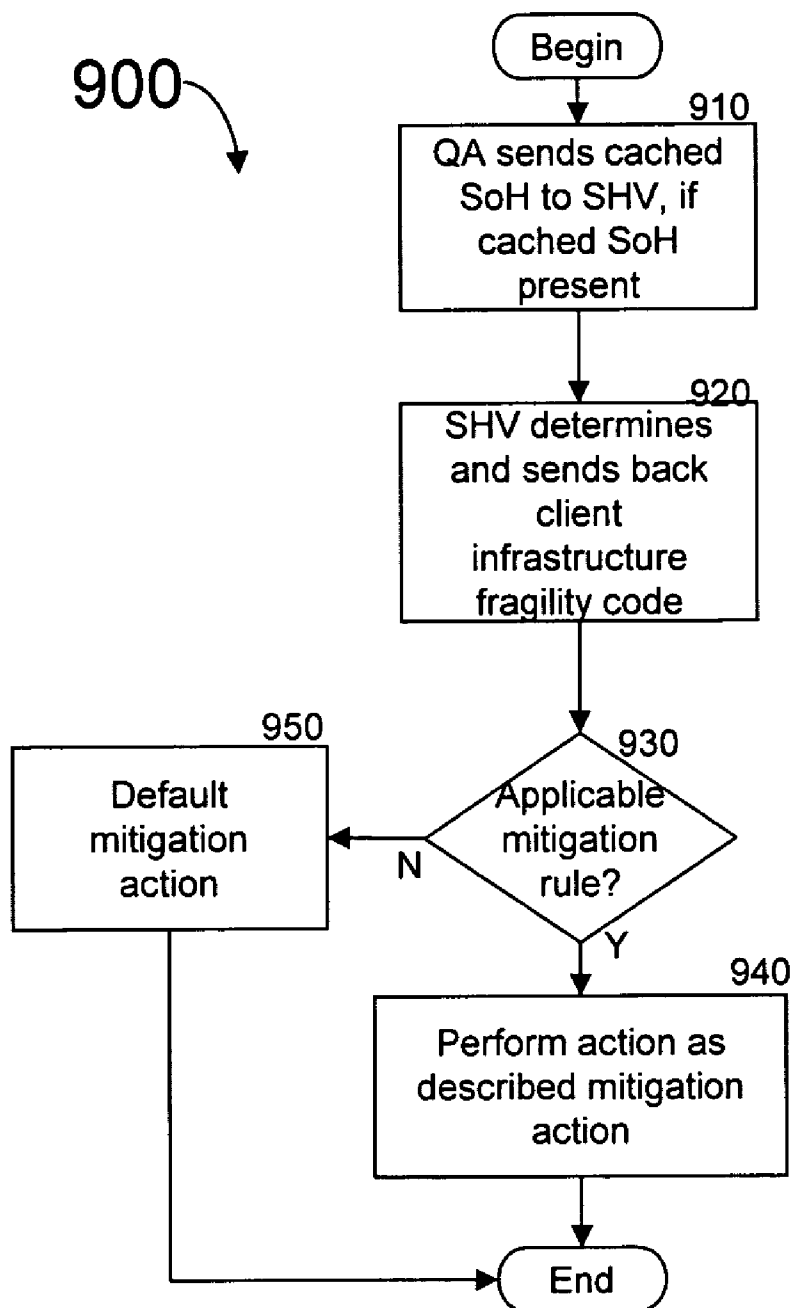 Begin
900
910
QA sends cached
SoH to SHV, if
cached SoH
present
920
SHV determines
and sends back
client
infrastructure
fragility code
930
Applicable
mitigation
rule?
N
Y
950
Default
mitigation
action
940
Perform action as
described mitigation
action
End